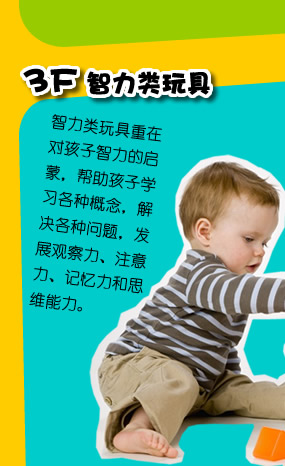 3F 智力类玩具
智力类玩具重在
对孩子智力的启
蒙，帮助孩子学
习各种概念，解
决各种问题，发
展观察力、注意
力、记忆力和思
维能力。